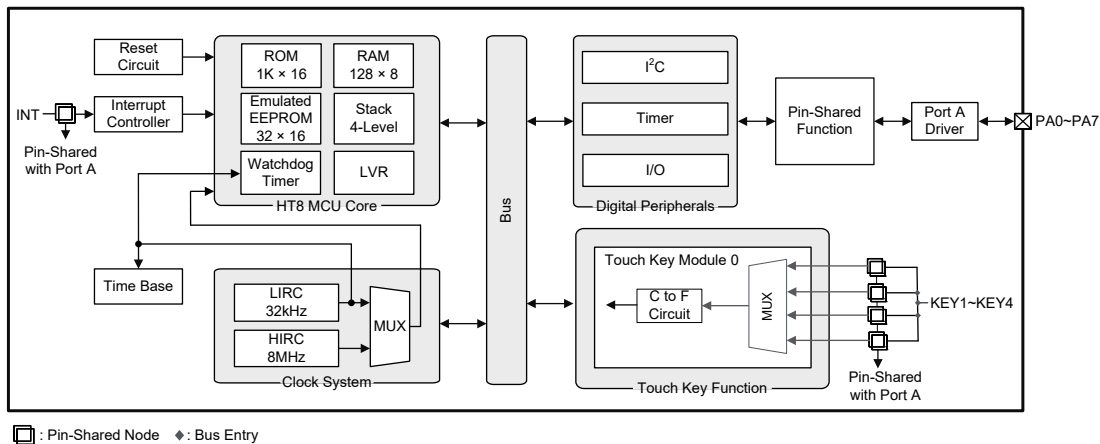 Reset
Circuit
INT
Interrupt
Controller
Pin-Shared
with Port A
ROM
1K × 16
RAM
128 × 8
Emulated
EEPROM
32 × 16
Stack
4-Level
Watchdog
Timer
LVR
HT8 MCU Core
Time Base
LIRC
32kHz
HIRC
8MHz
MUX
Clock System
Bus
I²C
Timer
I/O
Digital Peripherals
Pin-Shared
Function
Port A
Driver
PA0~PA7
Touch Key Module 0
C to F
Circuit
MUX
Touch Key Function
KEY1~KEY4
Pin-Shared
with Port A
: Pin-Shared Node
: Bus Entry